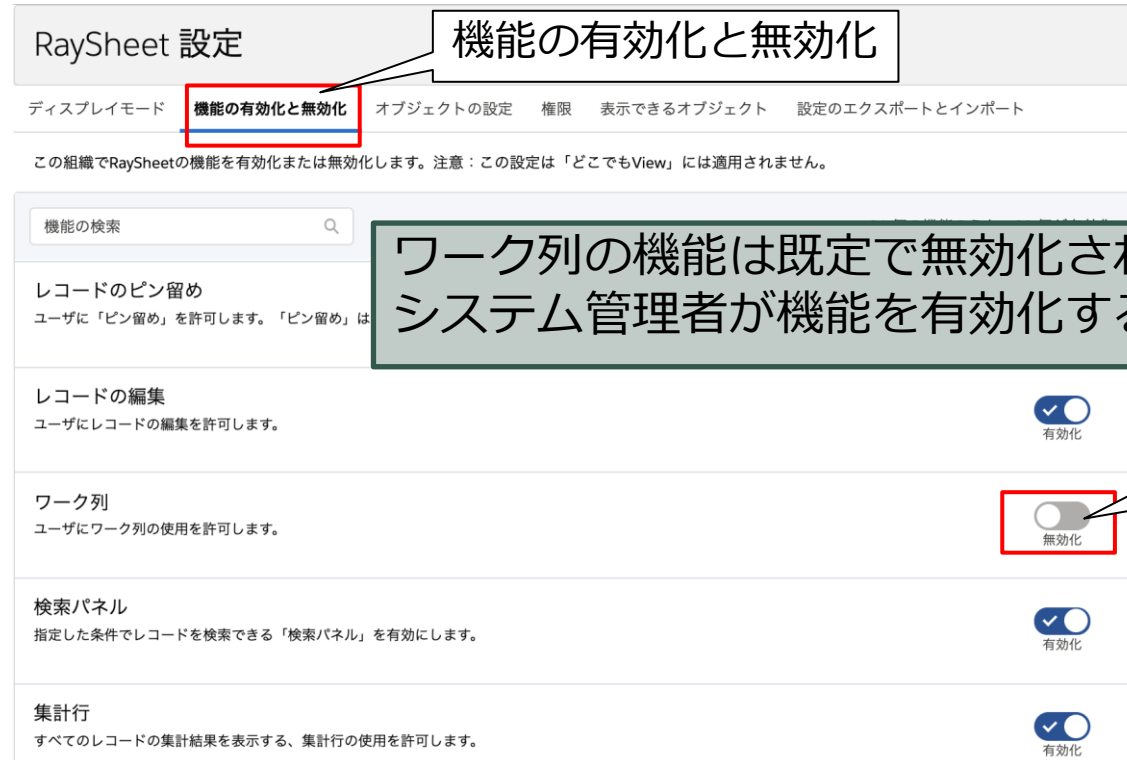 RaySheet 設定
機能の有効化と無効化
ディスプレイモード 機能の有効化と無効化 オブジェクトの設定 権限 表示できるオブジェクト 設定のエクスポートとインポート
この組織でRaySheetの機能を有効化または無効化します。注意：この設定は「どこでもView」には適用されません。
機能の検索
ワーク列の機能は既定で無効化され
システム管理者が機能を有効化する
レコードのピン留め
ユーザに「ピン留め」を許可します。「ピン留め」は
レコードの編集
ユーザにレコードの編集を許可します。
有効化
ワーク列
ユーザにワーク列の使用を許可します。
無効化
検索パネル
指定した条件でレコードを検索できる「検索パネル」を有効にします。
有効化
集計行
すべてのレコードの集計結果を表示する、集計行の使用を許可します。
有効化